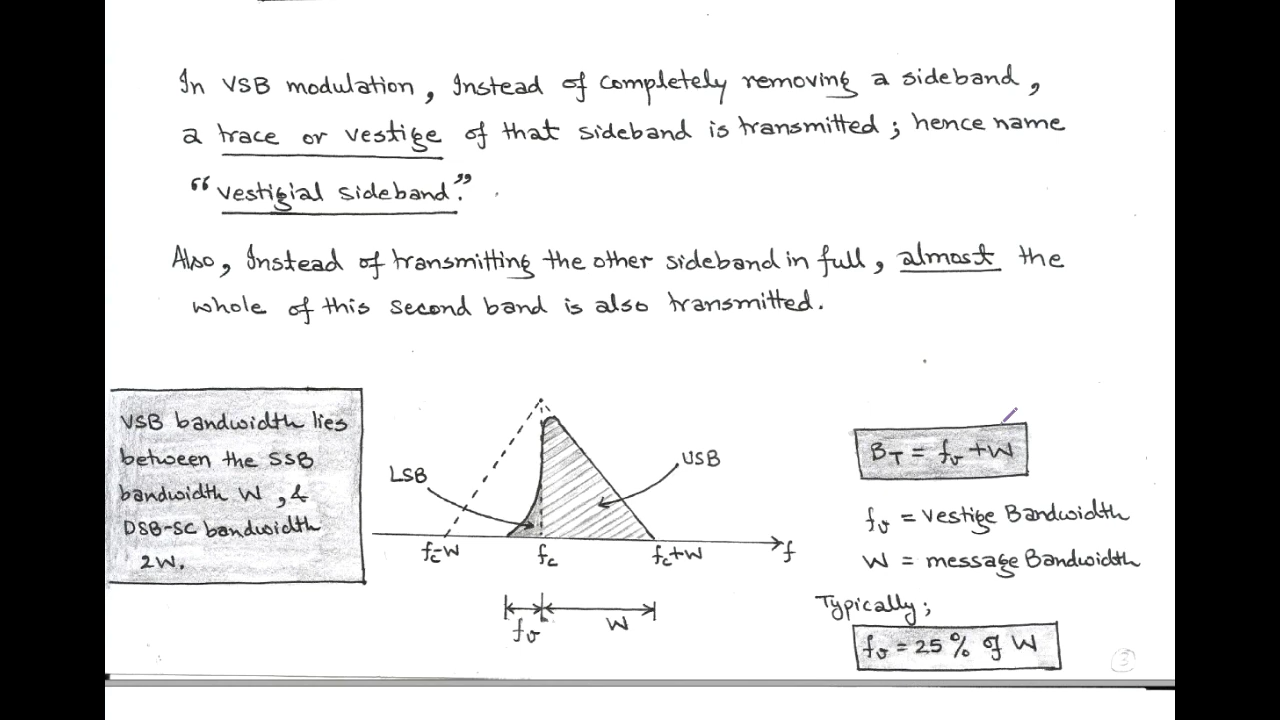 In VSB modulation, Instead of completely removing a sideband,
a trace or vestige of that sideband is transmitted; hence name
“vestigial sideband.”
Also, Instead of transmitting the other sideband in full, almost the
whole of this second band is also transmitted.
VSB bandwidth lies
between the SSB
bandwidth W, &
DSB-SC bandwidth
2W.
LSB
USB
fc-W
fc
fc+W
f
fv
W
BT = fv + W
fv = vestige Bandwidth
W = message Bandwidth
Typically;
fv = 25% of W
3